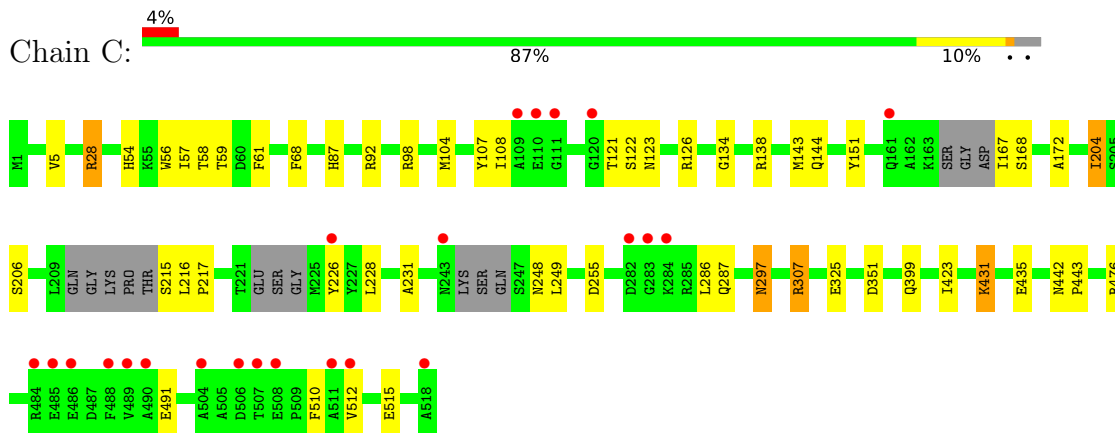 4%
Chain C:
87%
10%
M1 V5 R28 H54 K55 W56 I57 T58 T59 D60 F61 F68 H87 R92 R98 M104 Y107 I108 A109 E110 G111 G120 T121 S122 N123 R126 G134 R138 M143 Q144 Y151 Q161 A162 K163 SER GLY ASP I167 S168 A172 I204 S205
S206 L209 GLN GLY LYS PRO THR S215 L216 P217 T221 GLU SER GLY M225 Y226 Y227 L228 A231 N243 LYS SER GLN S247 N248 L249 D255 D282 G283 K284 R285 L286 Q287 N297 R307 E325 D351 Q399 I423 K431 E435 N442 P443
R484 E485 E486 D487 F488 V489 A490 E491 A504 A505 D506 T507 E508 P509 F510 A511 V512 E515 A518